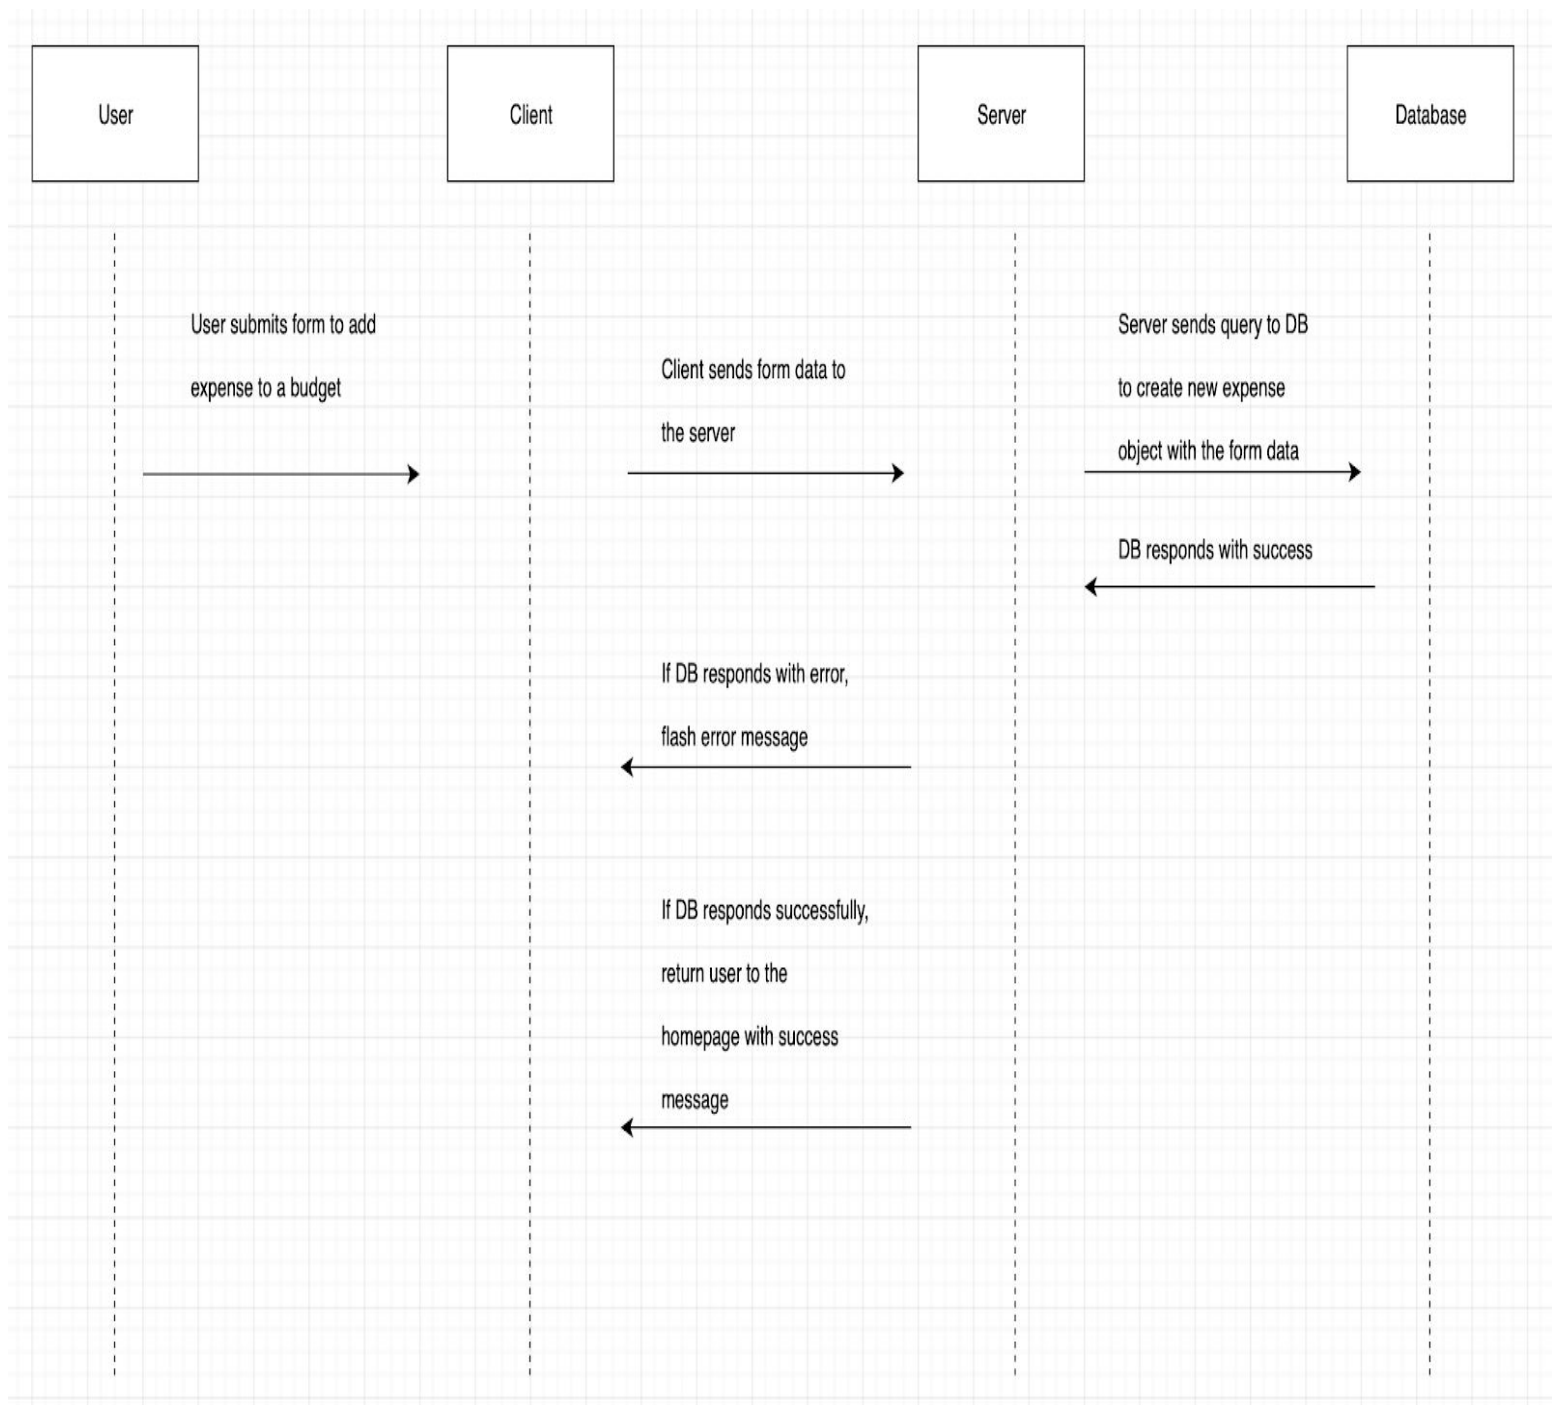 User
Client
Server
Database
User submits form to add
expense to a budget
Client sends form data to
the server
Server sends query to DB
to create new expense
object with the form data
DB responds with success
If DB responds with error,
flash error message
If DB responds successfully,
return user to the
homepage with success
message